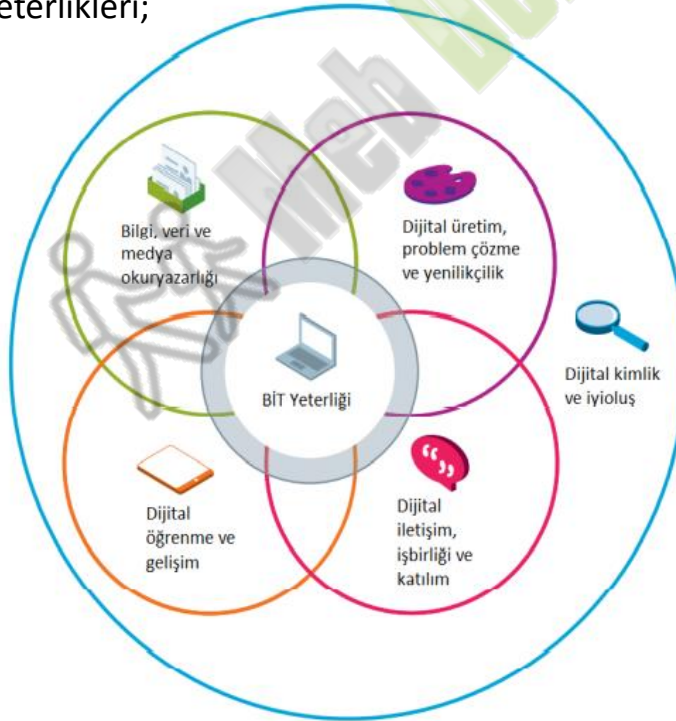 eterlikleri;
Bilgi, veri ve
medya
okuryazarlığı
Dijital üretim,
problem çözme
ve yenilikçilik
BİT Yeterliği
Dijital kimlik
ve iyioluş
Dijital
öğrenme ve
gelişim
Dijital
iletişim,
işbirliği ve
katılım
Meb